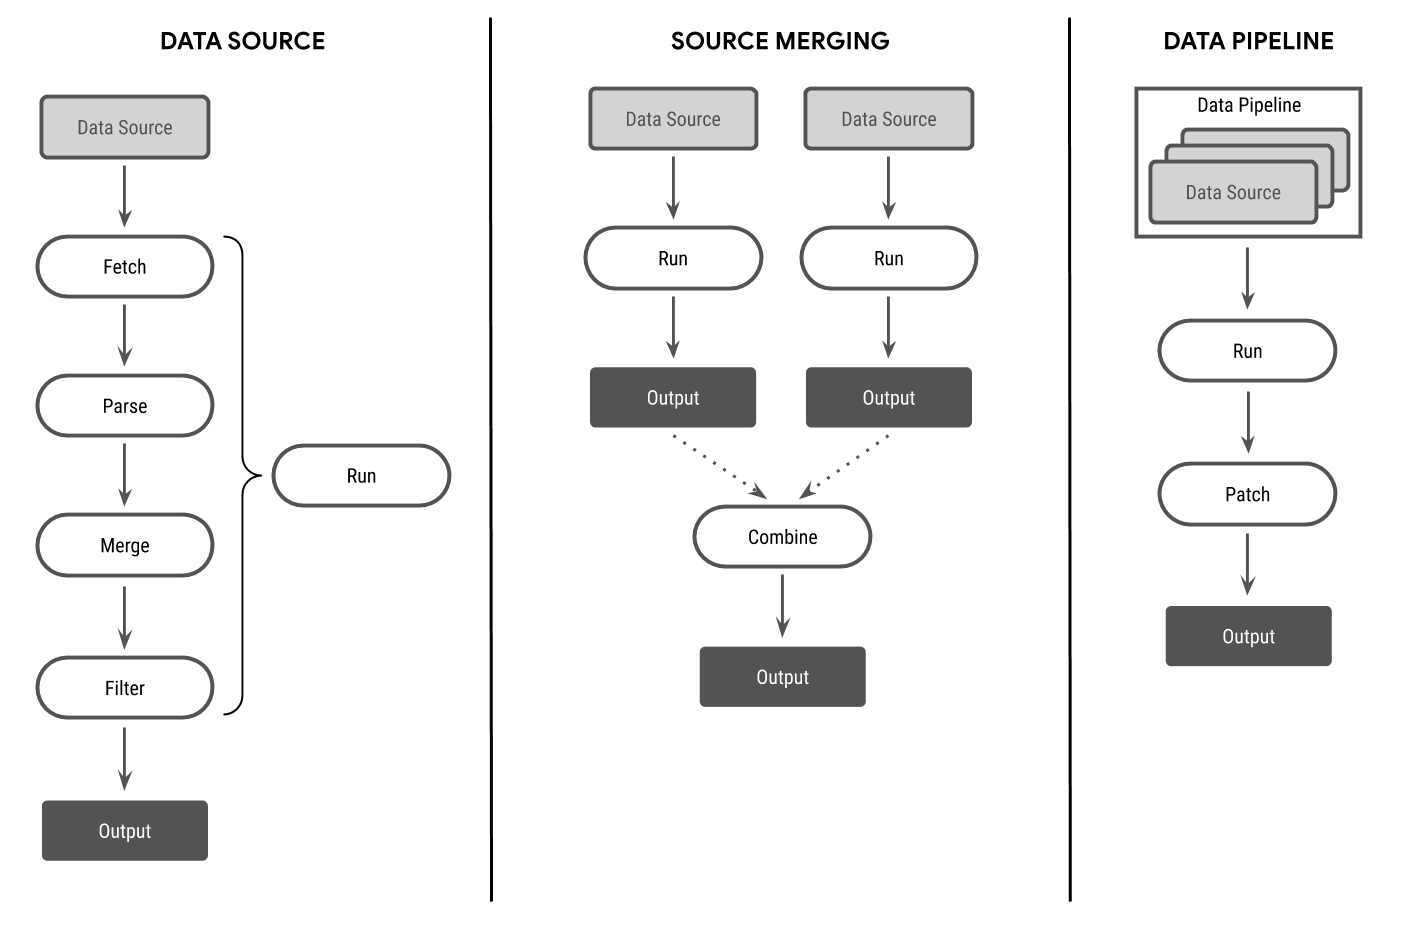 DATA SOURCE
Data Source
Fetch
Parse
Merge
Filter
Output
Run
SOURCE MERGING
Data Source
Data Source
Run
Run
Output
Output
Combine
Output
DATA PIPELINE
Data Pipeline
Data Source
Run
Patch
Output